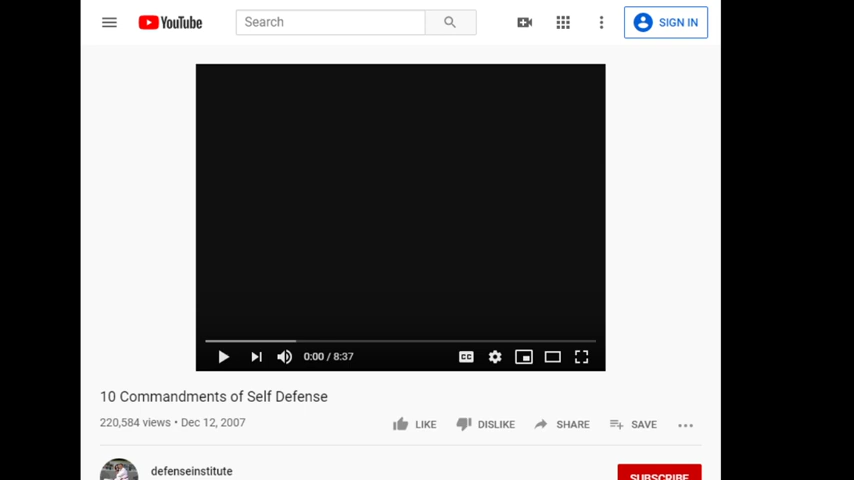 YouTube
Search
SIGN IN
0:00 / 8:37
CC
10 Commandments of Self Defense
220,584 views • Dec 12, 2007
LIKE
DISLIKE
SHARE
SAVE
defenseinstitute
SUBSCRIBE